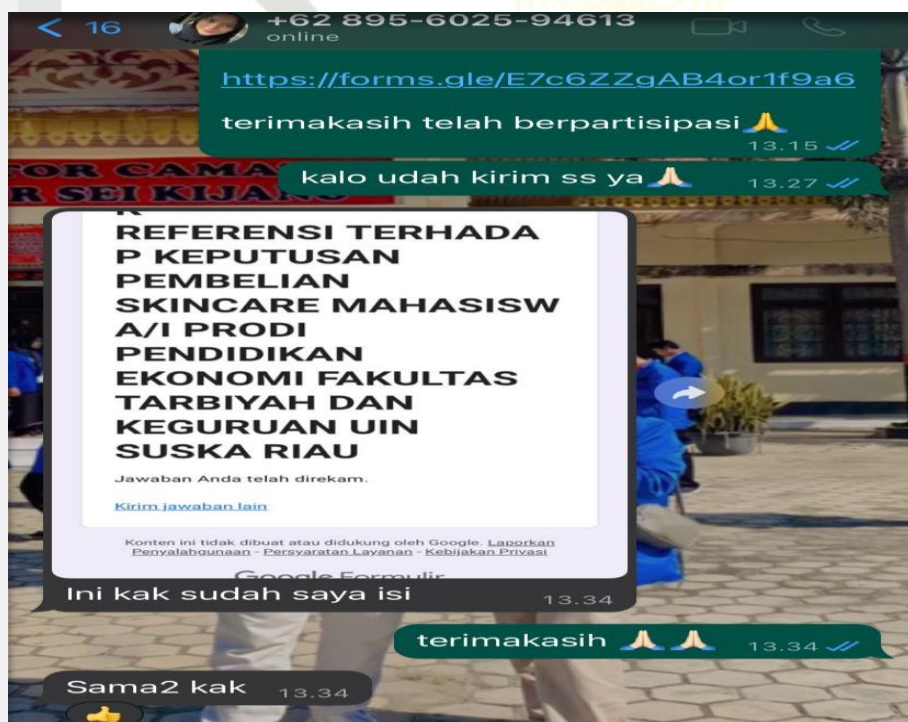 16
+62 895-6025-94613
online
https://forms.gle/E7c6ZZgAB4or1f9a6
terimakasih telah berpartisipasi🙏
13.15
kalo udah kirim ss ya🙏 13.27
OR CAMA
R SEI KIJANG
REFERENSI TERHADA
P KEPUTUSAN
PEMBELIAN
SKINCARE MAHASISW
A/I PRODI
PENDIDIKAN
EKONOMI FAKULTAS
TARBIYAH DAN
KEGURUAN UIN
SUSKA RIAU
Jawaban Anda telah direkam.
Kirim jawaban lain
Konten ini tidak dibuat atau didukung oleh Google. Laporkan
Penyalahgunaan - Persyaratan Layanan - Kebijakan Privasi
Google Formulir
Ini kak sudah saya isi 13.34
terimakasih 🙏🙏 13.34
Sama2 kak 13.34
👍